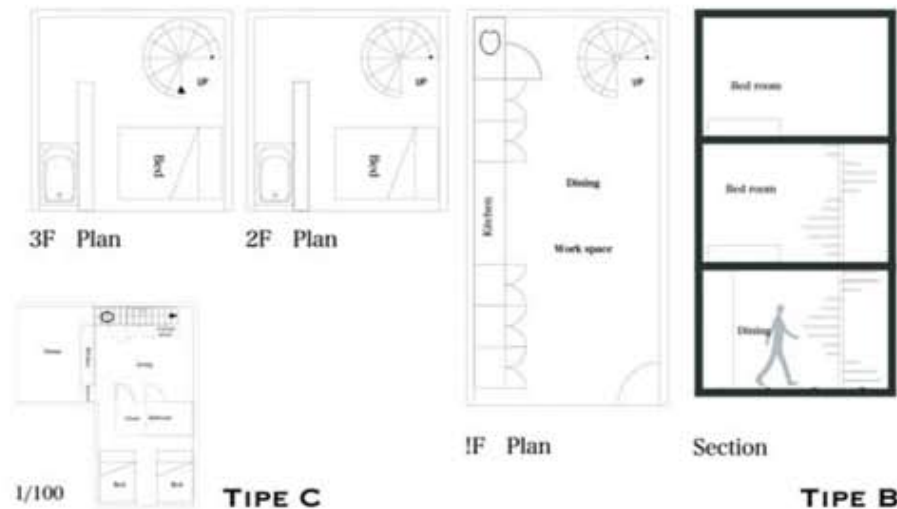 UP
Bed
3F Plan
UP
Bed
2F Plan
UP
Dining
Kitchen
Work space
!F Plan
Bed room
Bed room
Dining
Section
Bed
Bed
1/100
TIPE C
TIPE B